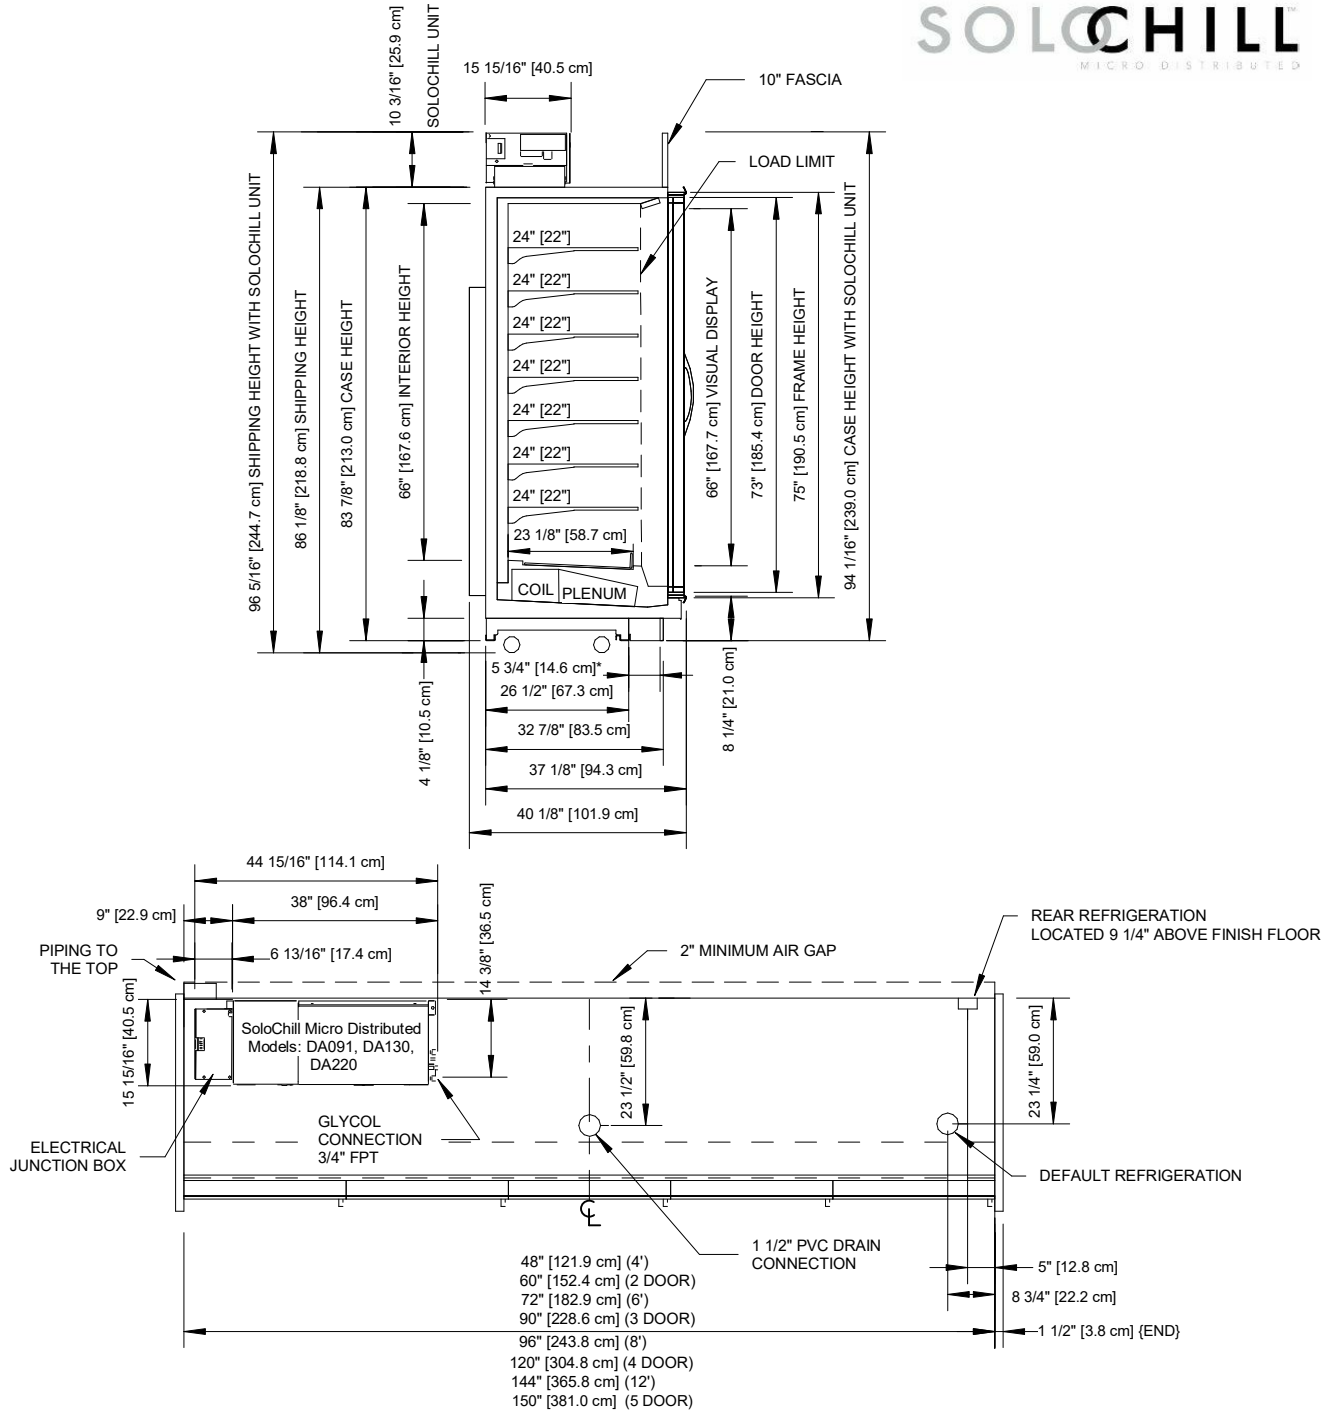 SOLOCHILL™
MICRO DISTRIBUTED
10 3/16" [25.9 cm]
SOLOCHILL UNIT
15 15/16" [40.5 cm]
10" FASCIA
LOAD LIMIT
96 5/16" [244.7 cm] SHIPPING HEIGHT WITH SOLOCHILL UNIT
86 1/8" [218.8 cm] SHIPPING HEIGHT
83 7/8" [213.0 cm] CASE HEIGHT
66" [167.6 cm] INTERIOR HEIGHT
24" [22"]
24" [22"]
24" [22"]
24" [22"]
24" [22"]
24" [22"]
24" [22"]
23 1/8" [58.7 cm]
COIL
PLENUM
66" [167.7 cm] VISUAL DISPLAY
73" [185.4 cm] DOOR HEIGHT
75" [190.5 cm] FRAME HEIGHT
94 1/16" [239.0 cm] CASE HEIGHT WITH SOLOCHILL UNIT
4 1/8" [10.5 cm]
5 3/4" [14.6 cm]*
26 1/2" [67.3 cm]
32 7/8" [83.5 cm]
37 1/8" [94.3 cm]
40 1/8" [101.9 cm]
8 1/4" [21.0 cm]
44 15/16" [114.1 cm]
38" [96.4 cm]
9" [22.9 cm]
6 13/16" [17.4 cm]
14 3/8" [36.5 cm]
PIPING TO
THE TOP
2" MINIMUM AIR GAP
REAR REFRIGERATION
LOCATED 9 1/4" ABOVE FINISH FLOOR
15 15/16" [40.5 cm]
SoloChill Micro Distributed
Models: DA091, DA130,
DA220
23 1/2" [59.8 cm]
23 1/4" [59.0 cm]
GLYCOL
CONNECTION
3/4" FPT
ELECTRICAL
JUNCTION BOX
DEFAULT REFRIGERATION
CL
1 1/2" PVC DRAIN
CONNECTION
5" [12.8 cm]
8 3/4" [22.2 cm]
1 1/2" [3.8 cm] {END}
48" [121.9 cm] (4')
60" [152.4 cm] (2 DOOR)
72" [182.9 cm] (6')
90" [228.6 cm] (3 DOOR)
96" [243.8 cm] (8')
120" [304.8 cm] (4 DOOR)
144" [365.8 cm] (12')
150" [381.0 cm] (5 DOOR)